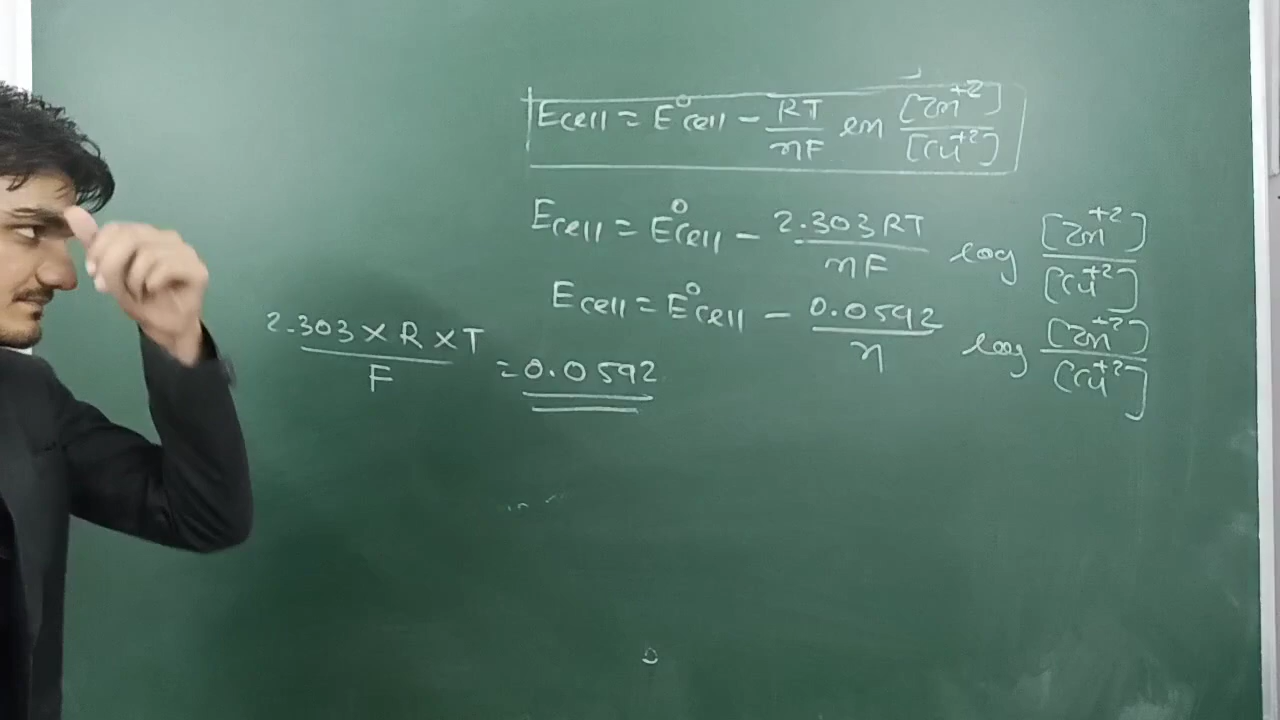 Ecell = E°cell − RT/nF ln [Zn+2]/[Cu+2]
Ecell = E°cell − 2.303RT/nF log [Zn+2]/[Cu+2]
Ecell = E°cell − 0.0592/n log [Zn+2]/[Cu+2]
2.303 × R × T/F = 0.0592